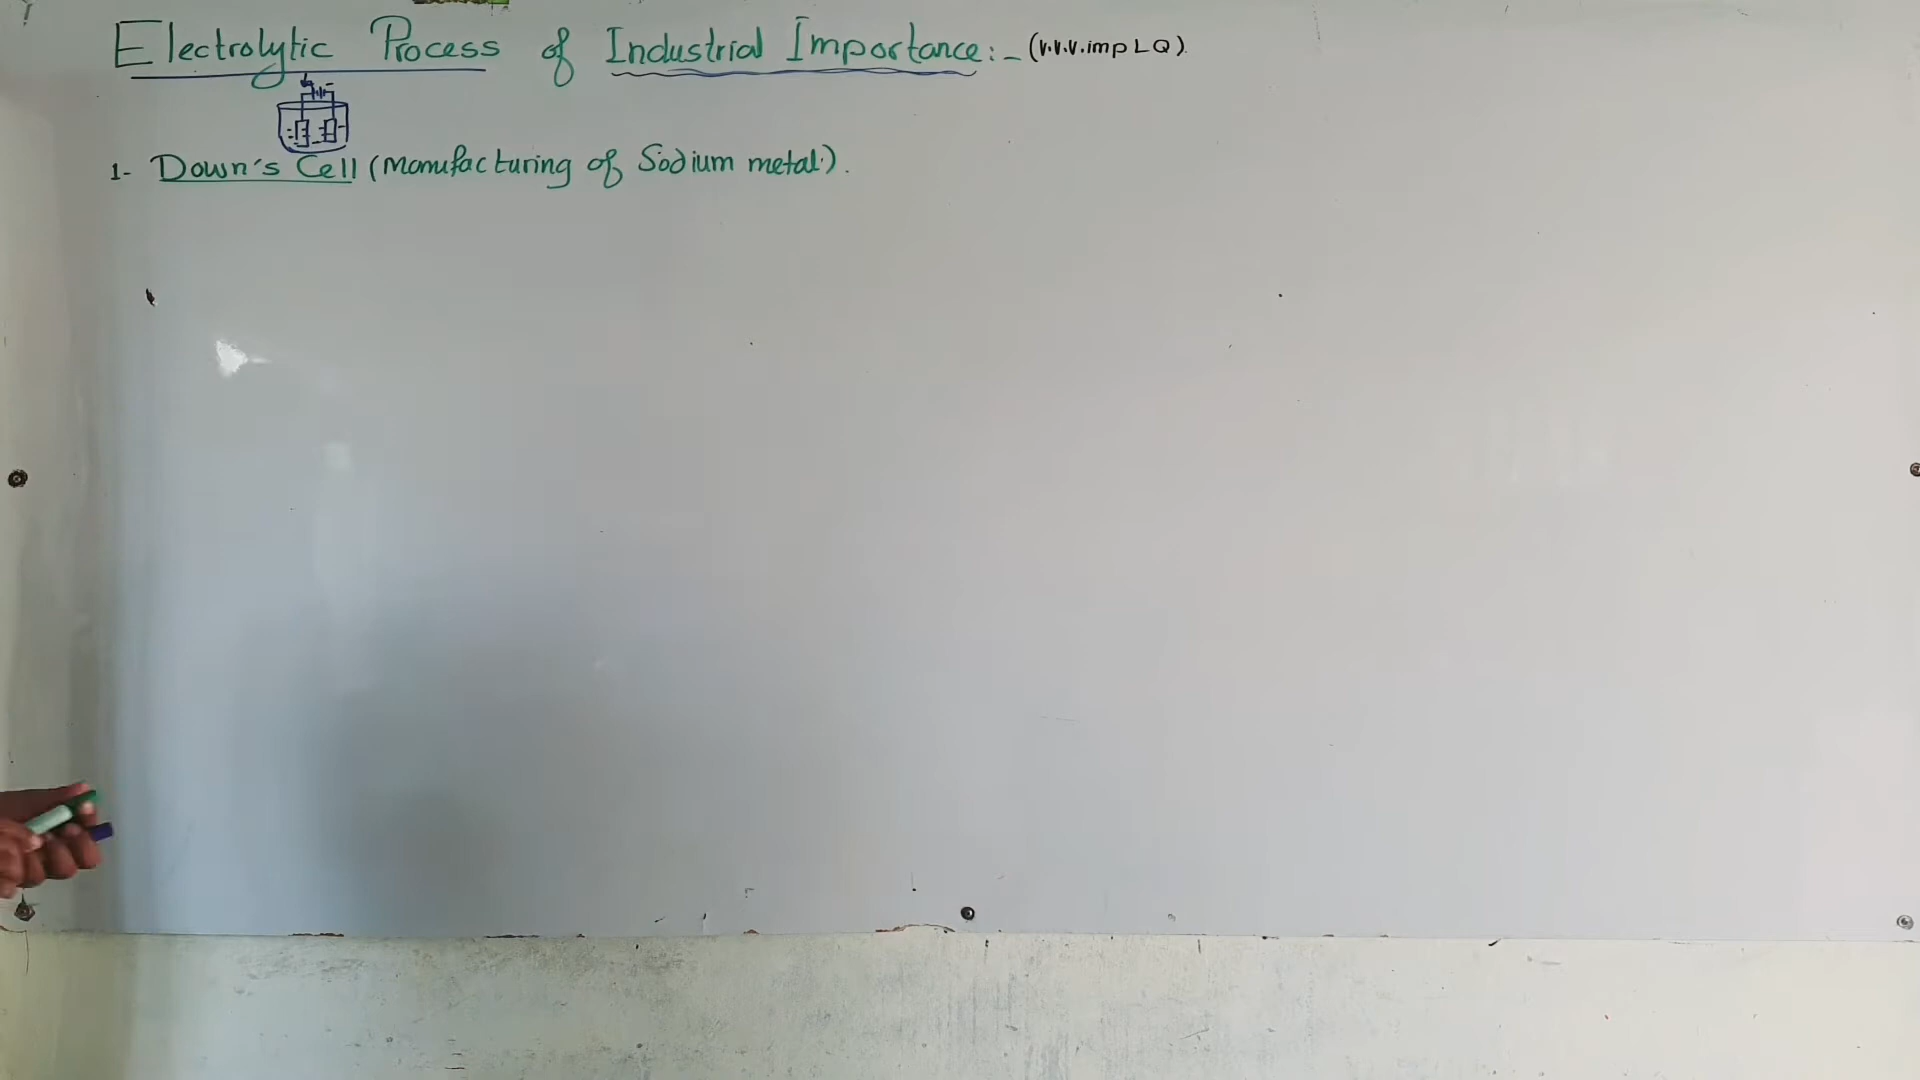 Electrolytic Process of Industrial Importance:- (v.v.v.imp LQ).
1- Down's Cell (Manufacturing of Sodium metal).